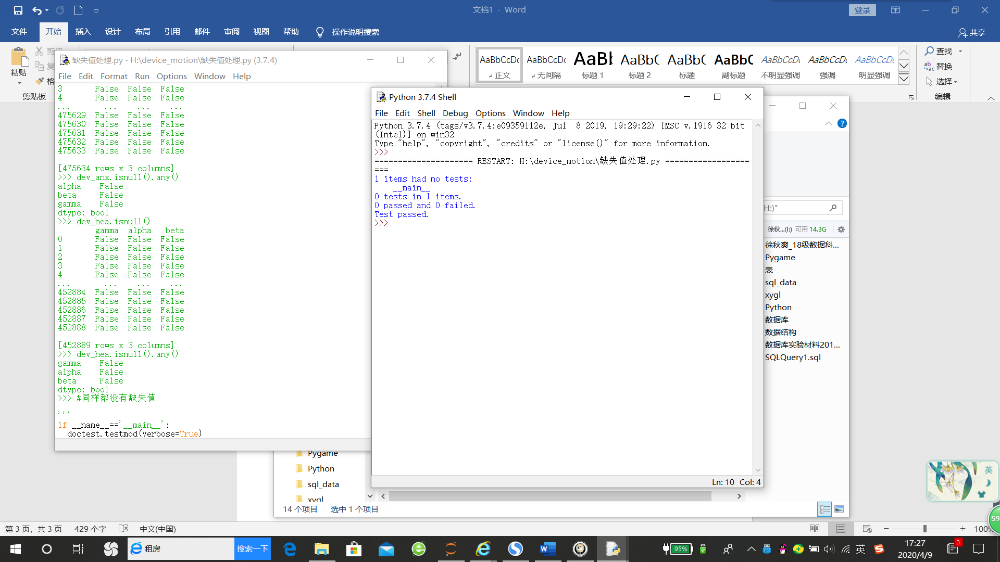 文档1 - Word
登录
文件 开始 插入 设计 布局 引用 邮件 审阅 视图 帮助 操作说明搜索
共享
粘贴
剪贴板
AaBbCcDc AaBbCcDc AaBl AaBbC AaBbC AaBbC AaBbCcDc AaBbCcDc AaBbCcDc
正文 无间隔 标题 1 标题 2 标题 副标题 不明显强调 强调 明显强调
查找
替换
选择
编辑
缺失值处理.py - H:\device_motion\缺失值处理.py (3.7.4)
File Edit Format Run Options Window Help
3 False False False
4 False False False
... ... ... ...
475629 False False False
475630 False False False
475631 False False False
475632 False False False
475633 False False False
[475634 rows x 3 columns]
>>> dev_anx.isnull().any()
alpha False
beta False
gamma False
dtype: bool
>>> dev_hea.isnull()
gamma alpha beta
0 False False False
1 False False False
2 False False False
3 False False False
4 False False False
... ... ... ...
452884 False False False
452885 False False False
452886 False False False
452887 False False False
452888 False False False
[452889 rows x 3 columns]
>>> dev_hea.isnull().any()
gamma False
alpha False
beta False
dtype: bool
>>> #同样都没有缺失值
'''
if __name__=='__main__':
doctest.testmod(verbose=True)
Python 3.7.4 Shell
File Edit Shell Debug Options Window Help
Python 3.7.4 (tags/v3.7.4:e09359112e, Jul 8 2019, 19:29:22) [MSC v.1916 32 bit
(Intel)] on win32
Type "help", "copyright", "credits" or "license()" for more information.
>>>
===================== RESTART: H:\device_motion\缺失值处理.py ==================
===
1 items had no tests:
__main__
0 tests in 1 items.
0 passed and 0 failed.
Test passed.
>>>
Ln: 10 Col: 4
H:)"
徐秋...(I:) 可用 14.3G
徐秋爽_18级数据科...
Pygame
表
sql_data
xygl
Python
数据库
数据结构
数据库实验材料201...
SQLQuery1.sql
Pygame
Python
sql_data
xygl
14 个项目 选中 1 个项目
英
59
第 3 页，共 3 页 429 个字 中文(中国)
100%
租房 搜索一下
95%
英
17:27
2020/4/9
3